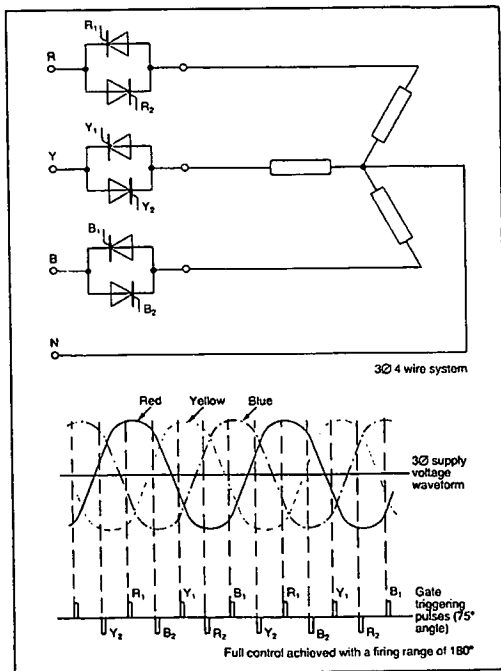 R₁
R
R₂
Y₁
Y
Y₂
B₁
B
B₂
N
3Ø 4 wire system
Red Yellow Blue
3Ø supply
voltage
waveform
R₁ Y₁ B₁ R₁ Y₁ B₁
Y₂ B₂ R₂ Y₂ B₂ R₂
Gate
triggering
pulses (75°
angle)
Full control achieved with a firing range of 180°